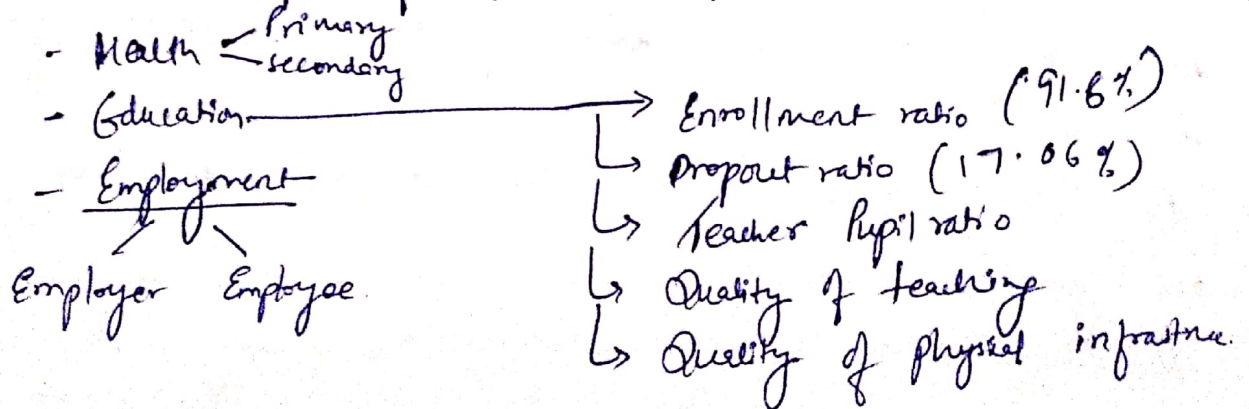 - Health Primary
secondary
- Education → Enrollment ratio (91.6%)
→ Dropout ratio (17.06%)
- Employment
→ Teacher Pupil ratio
Employer Employee.
→ Quality of teaching
→ Quality of physical